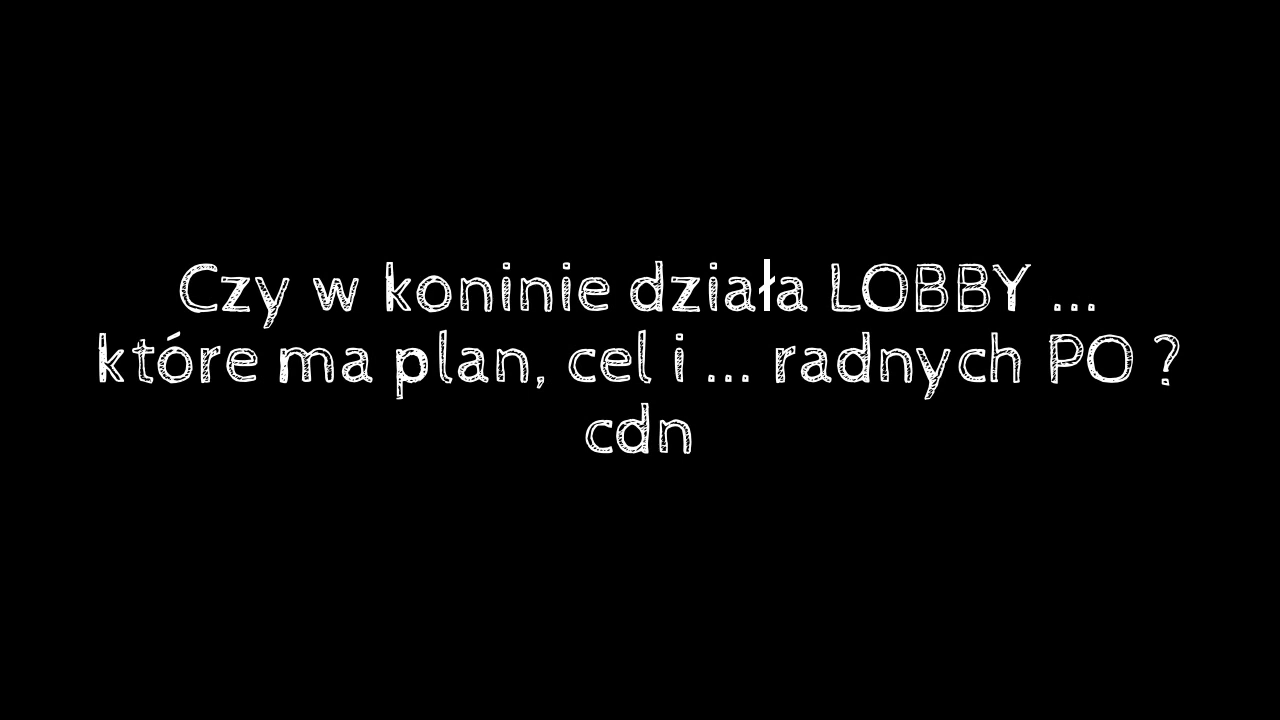 Czy w koninie działa LOBBY ...
które ma plan, cel i ... radnych PO ?
cdn